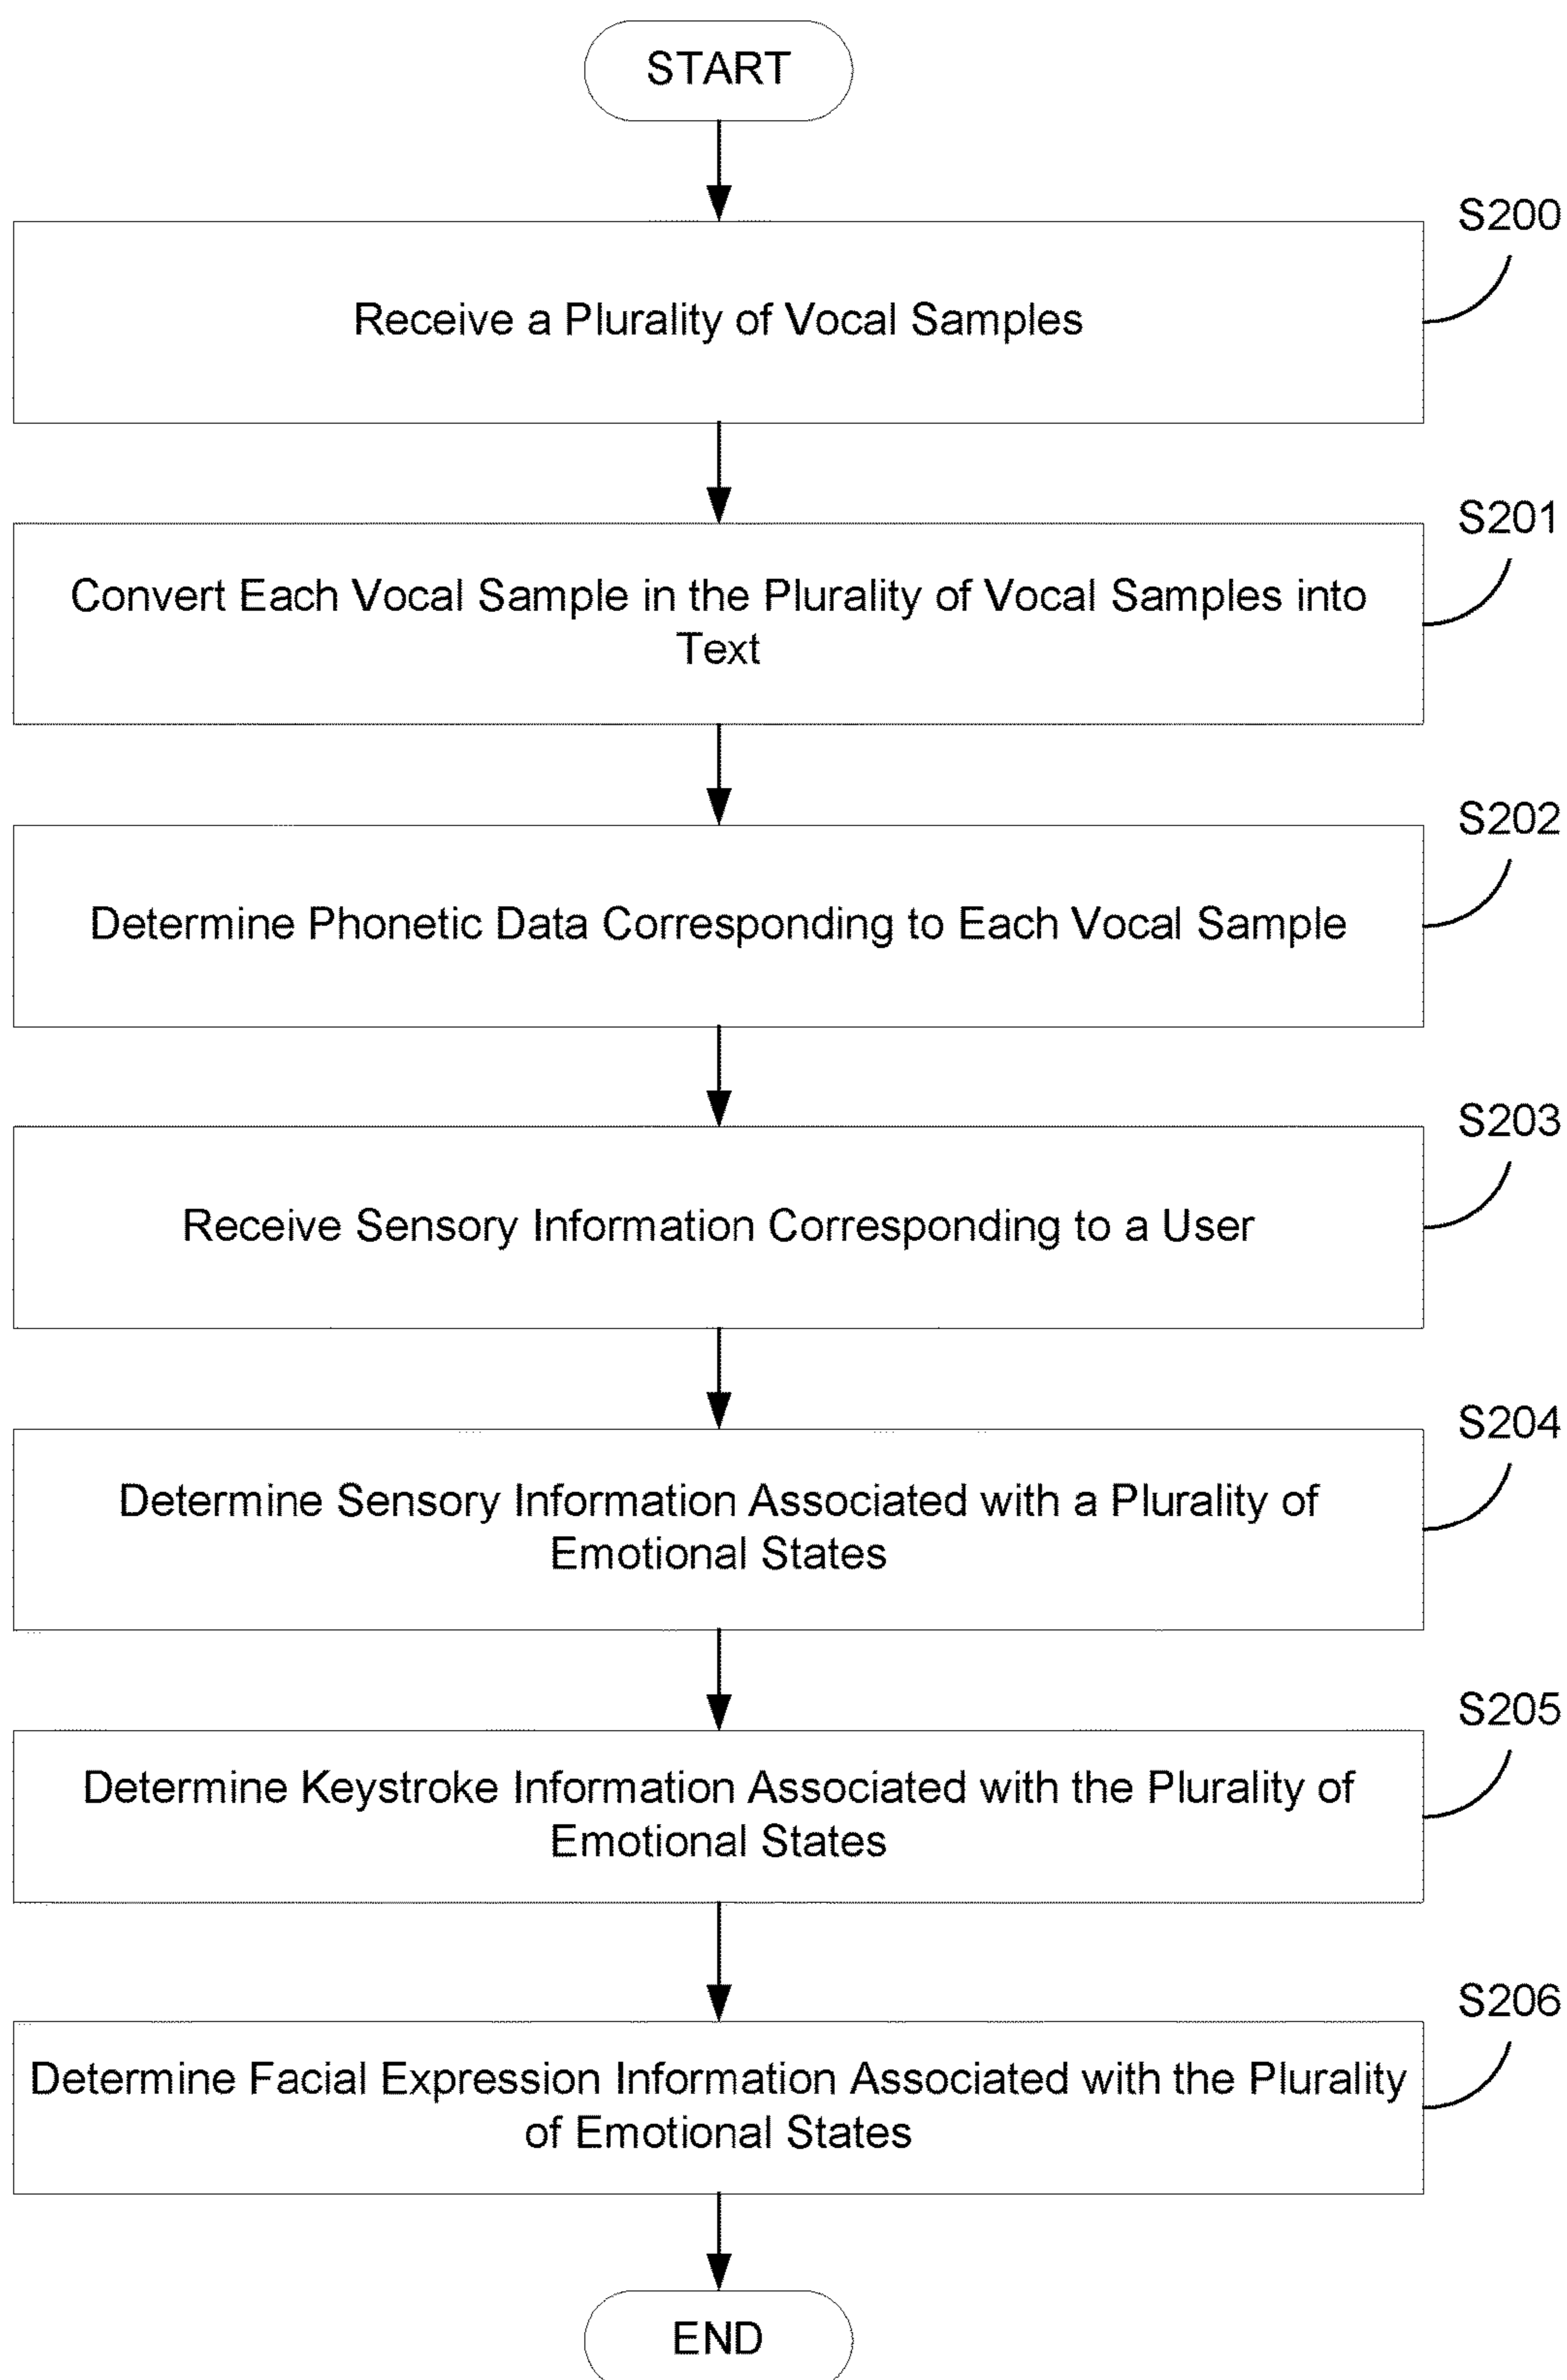 START
S200
Receive a Plurality of Vocal Samples
S201
Convert Each Vocal Sample in the Plurality of Vocal Samples into
Text
S202
Determine Phonetic Data Corresponding to Each Vocal Sample
S203
Receive Sensory Information Corresponding to a User
S204
Determine Sensory Information Associated with a Plurality of
Emotional States
S205
Determine Keystroke Information Associated with the Plurality of
Emotional States
S206
Determine Facial Expression Information Associated with the Plurality
of Emotional States
END